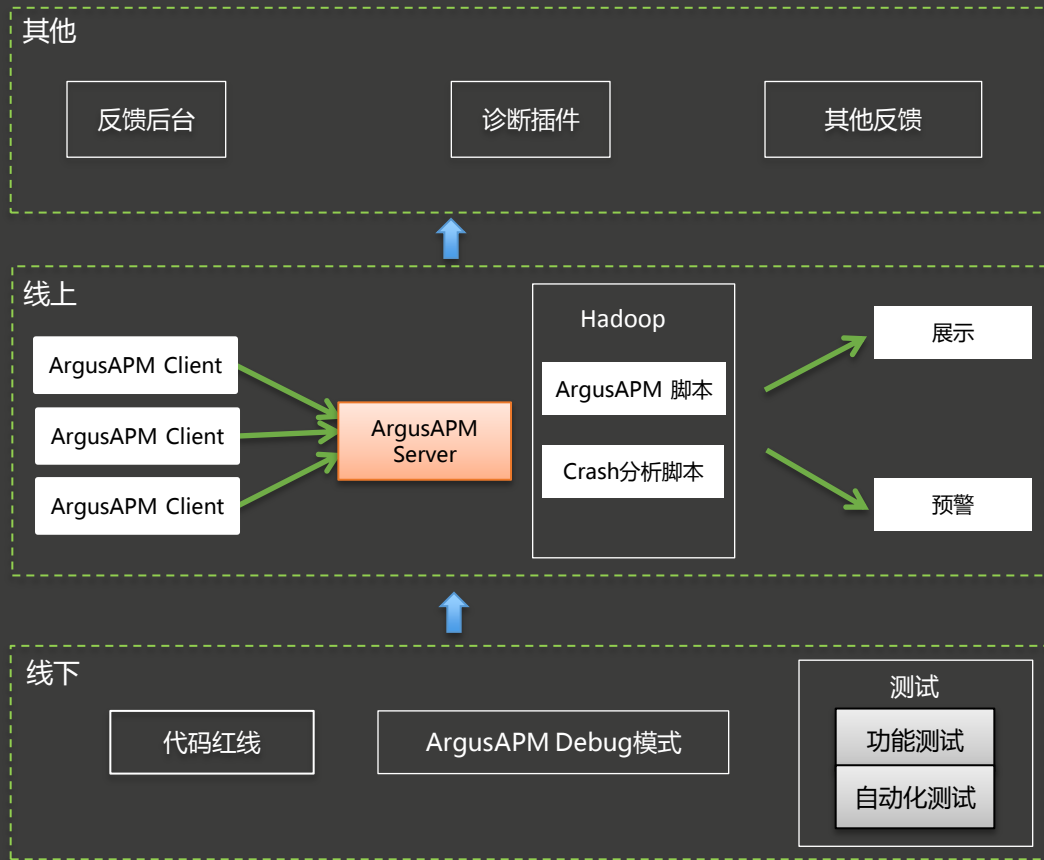 其他
反馈后台
诊断插件
其他反馈
线上
ArgusAPM Client
ArgusAPM Client
ArgusAPM Client
ArgusAPM
Server
Hadoop
ArgusAPM 脚本
Crash分析脚本
展示
预警
线下
代码红线
ArgusAPM Debug模式
测试
功能测试
自动化测试